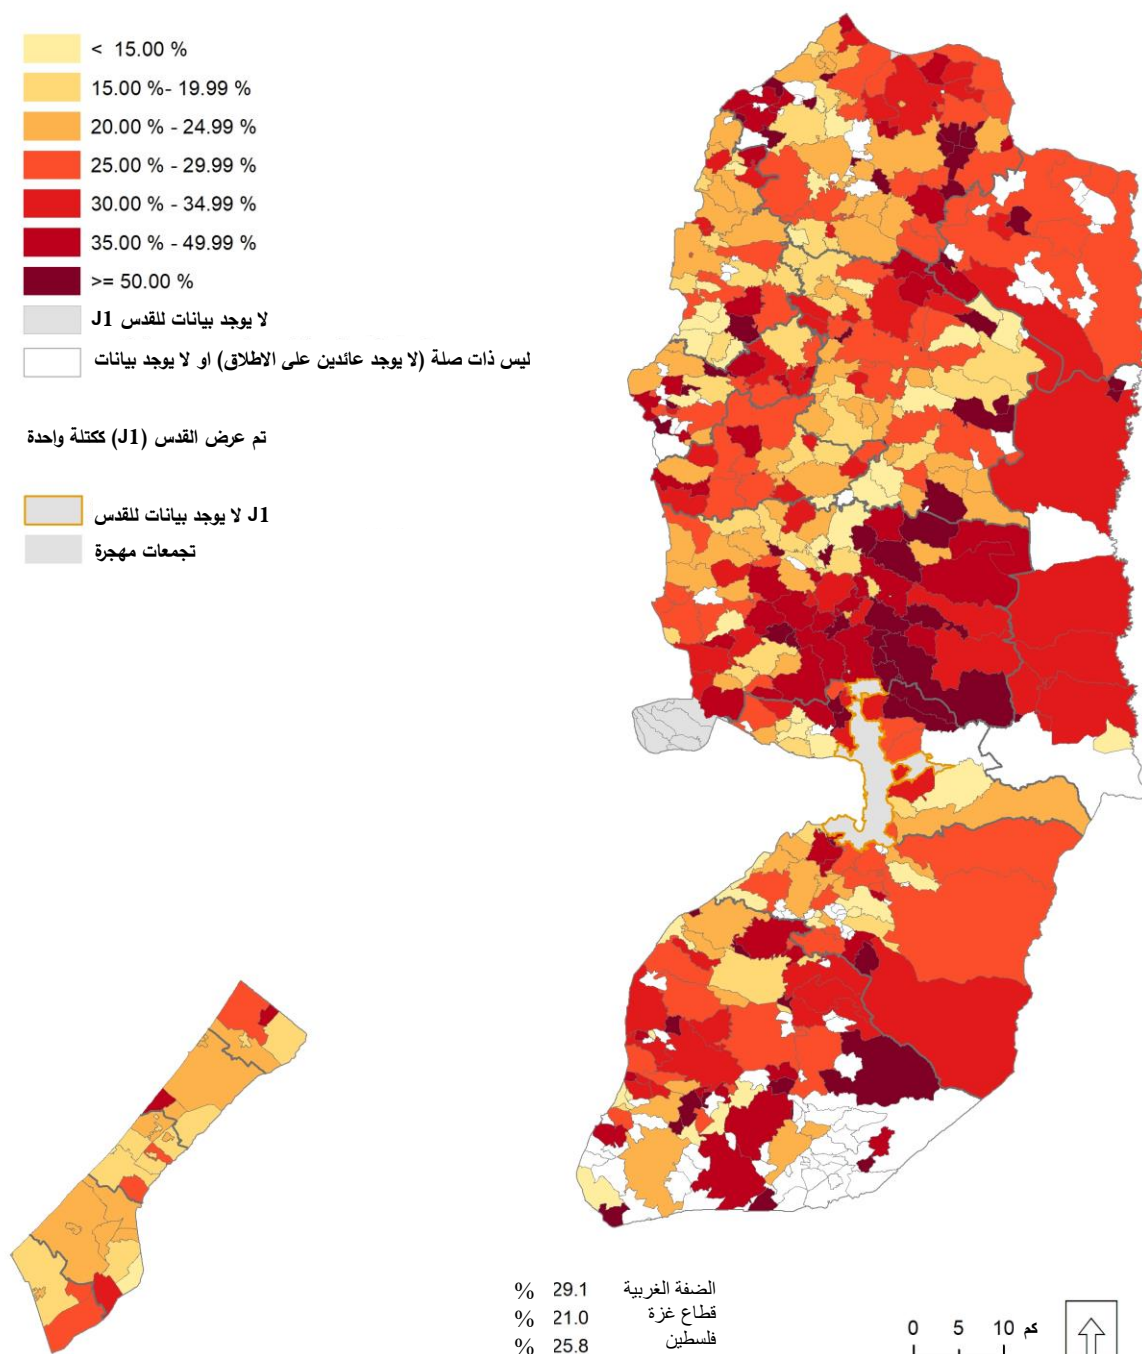 < 15.00 %
15.00 %- 19.99 %
20.00 % - 24.99 %
25.00 % - 29.99 %
30.00 % - 34.99 %
35.00 % - 49.99 %
>= 50.00 %
لا يوجد بيانات للقدس J1
ليس ذات صلة (لا يوجد عائدين على الاطلاق) او لا يوجد بيانات
تم عرض القدس (J1) ككتلة واحدة
J1 لا يوجد بيانات للقدس
تجمعات مهجرة
الضفة الغربية 29.1 %
قطاع غزة 21.0 %
فلسطين 25.8 %
0 5 10 كم